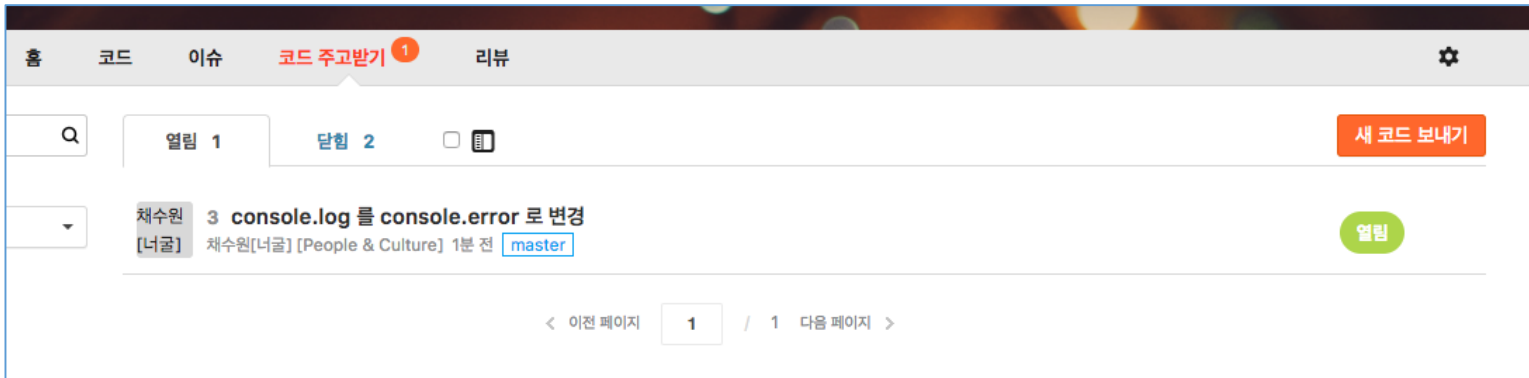 홈 코드 이슈 코드 주고받기 1 리뷰
열림 1 닫힘 2 새 코드 보내기
채수원[너굴] 3 console.log 를 console.error 로 변경
채수원[너굴] [People & Culture] 1분 전 master
열림
이전 페이지 1 / 1 다음 페이지